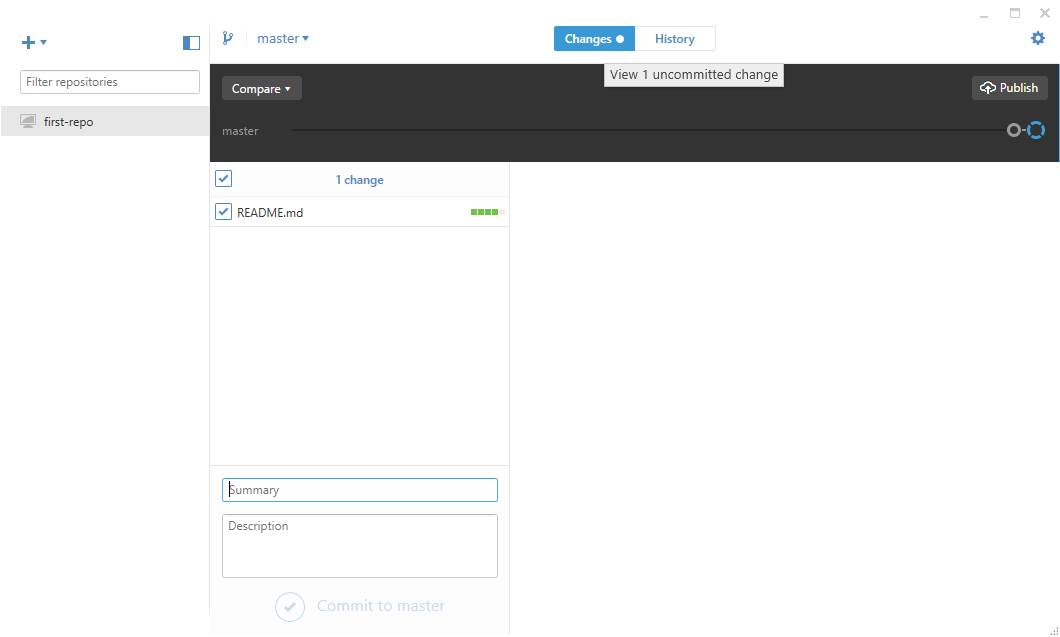 master
Changes
History
Filter repositories
View 1 uncommitted change
Compare
Publish
first-repo
master
1 change
README.md
Summary
Description
Commit to master